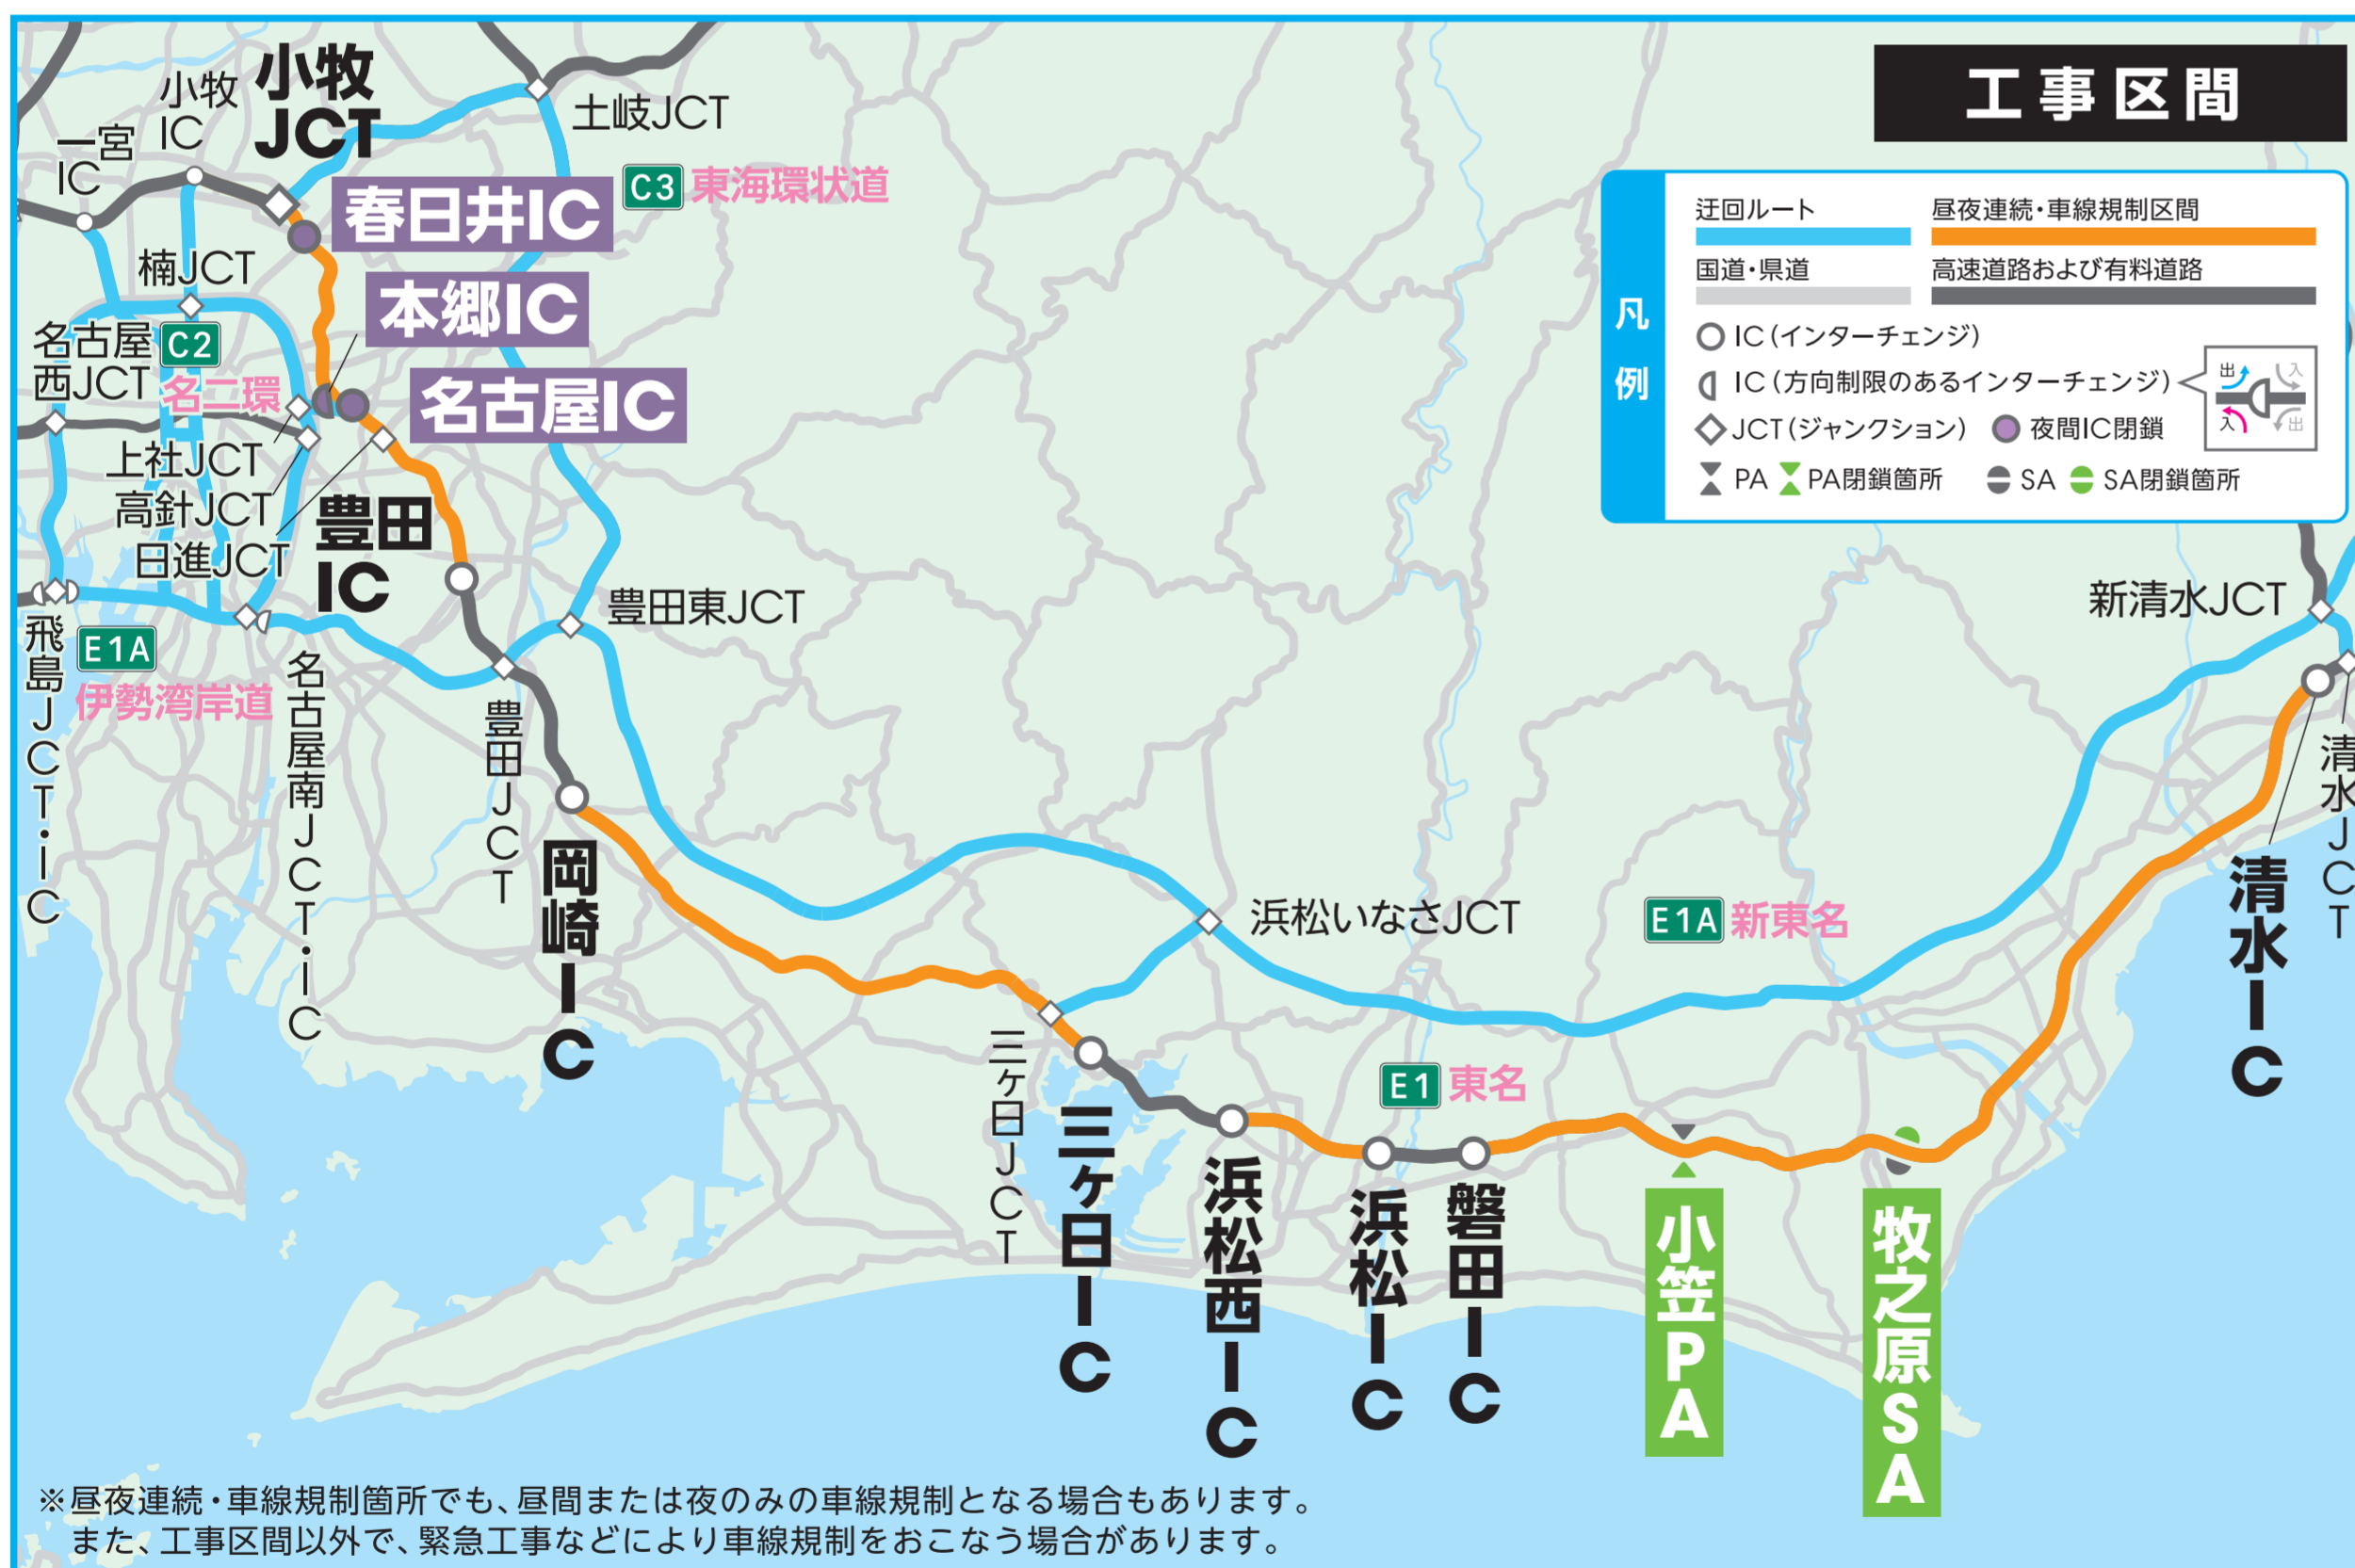 工事区間
凡例
迂回ルート
昼夜連続・車線規制区間
国道・県道
高速道路および有料道路
IC(インターチェンジ)
IC(方向制限のあるインターチェンジ)
出
入
入
出
JCT(ジャンクション)
夜間IC閉鎖
PA
PA閉鎖箇所
SA
SA閉鎖箇所
小牧
IC
小牧
JCT
一宮
IC
土岐JCT
春日井IC
C3 東海環状道
楠JCT
本郷IC
名古屋
西JCT
C2
名二環
名古屋IC
上社JCT
高針JCT
日進JCT
豊田
IC
豊田東JCT
新清水JCT
飛島JCT・IC
E1A
伊勢湾岸道
名古屋南JCT・IC
豊田JCT
岡崎IC
浜松いなさJCT
E1A 新東名
清水JCT
清水IC
三ヶ日JCT
三ヶ日IC
E1 東名
浜松西IC
浜松IC
磐田IC
小笠PA
牧之原SA
※昼夜連続・車線規制箇所でも、昼間または夜のみの車線規制となる場合もあります。
また、工事区間以外で、緊急工事などにより車線規制をおこなう場合があります。